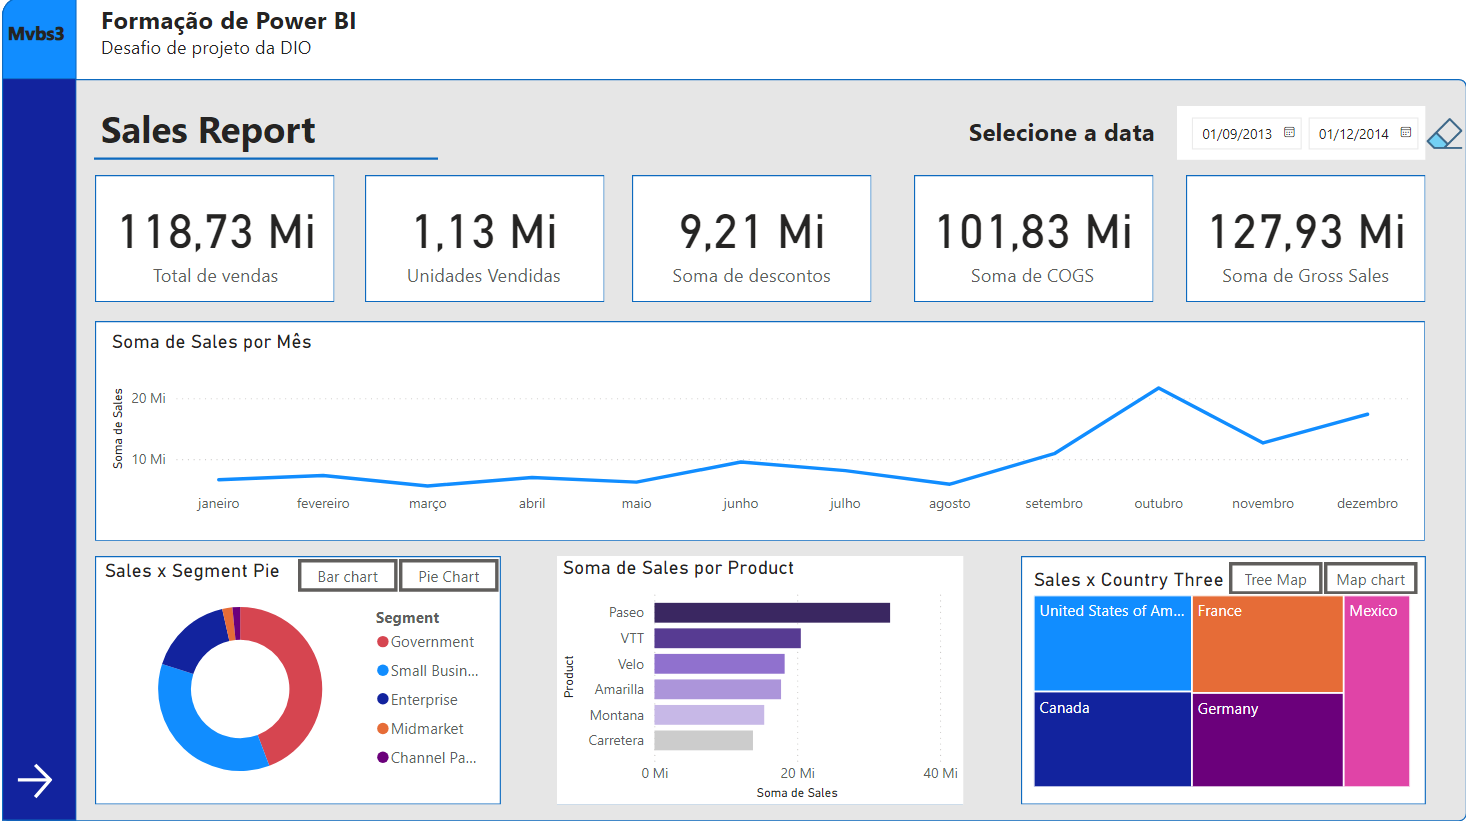 Mvbs3
Formação de Power BI
Desafio de projeto da DIO
Sales Report
Selecione a data
01/09/2013
01/12/2014
118,73 Mi
Total de vendas
1,13 Mi
Unidades Vendidas
9,21 Mi
Soma de descontos
101,83 Mi
Soma de COGS
127,93 Mi
Soma de Gross Sales
Soma de Sales por Mês
Soma de Sales
20 Mi
10 Mi
janeiro
fevereiro
março
abril
maio
junho
julho
agosto
setembro
outubro
novembro
dezembro
Sales x Segment Pie
Bar chart
Pie Chart
Segment
Government
Small Busin...
Enterprise
Midmarket
Channel Pa...
Soma de Sales por Product
Product
Paseo
VTT
Velo
Amarilla
Montana
Carretera
0 Mi
20 Mi
40 Mi
Soma de Sales
Sales x Country Three
Tree Map
Map chart
United States of Am...
France
Mexico
Canada
Germany